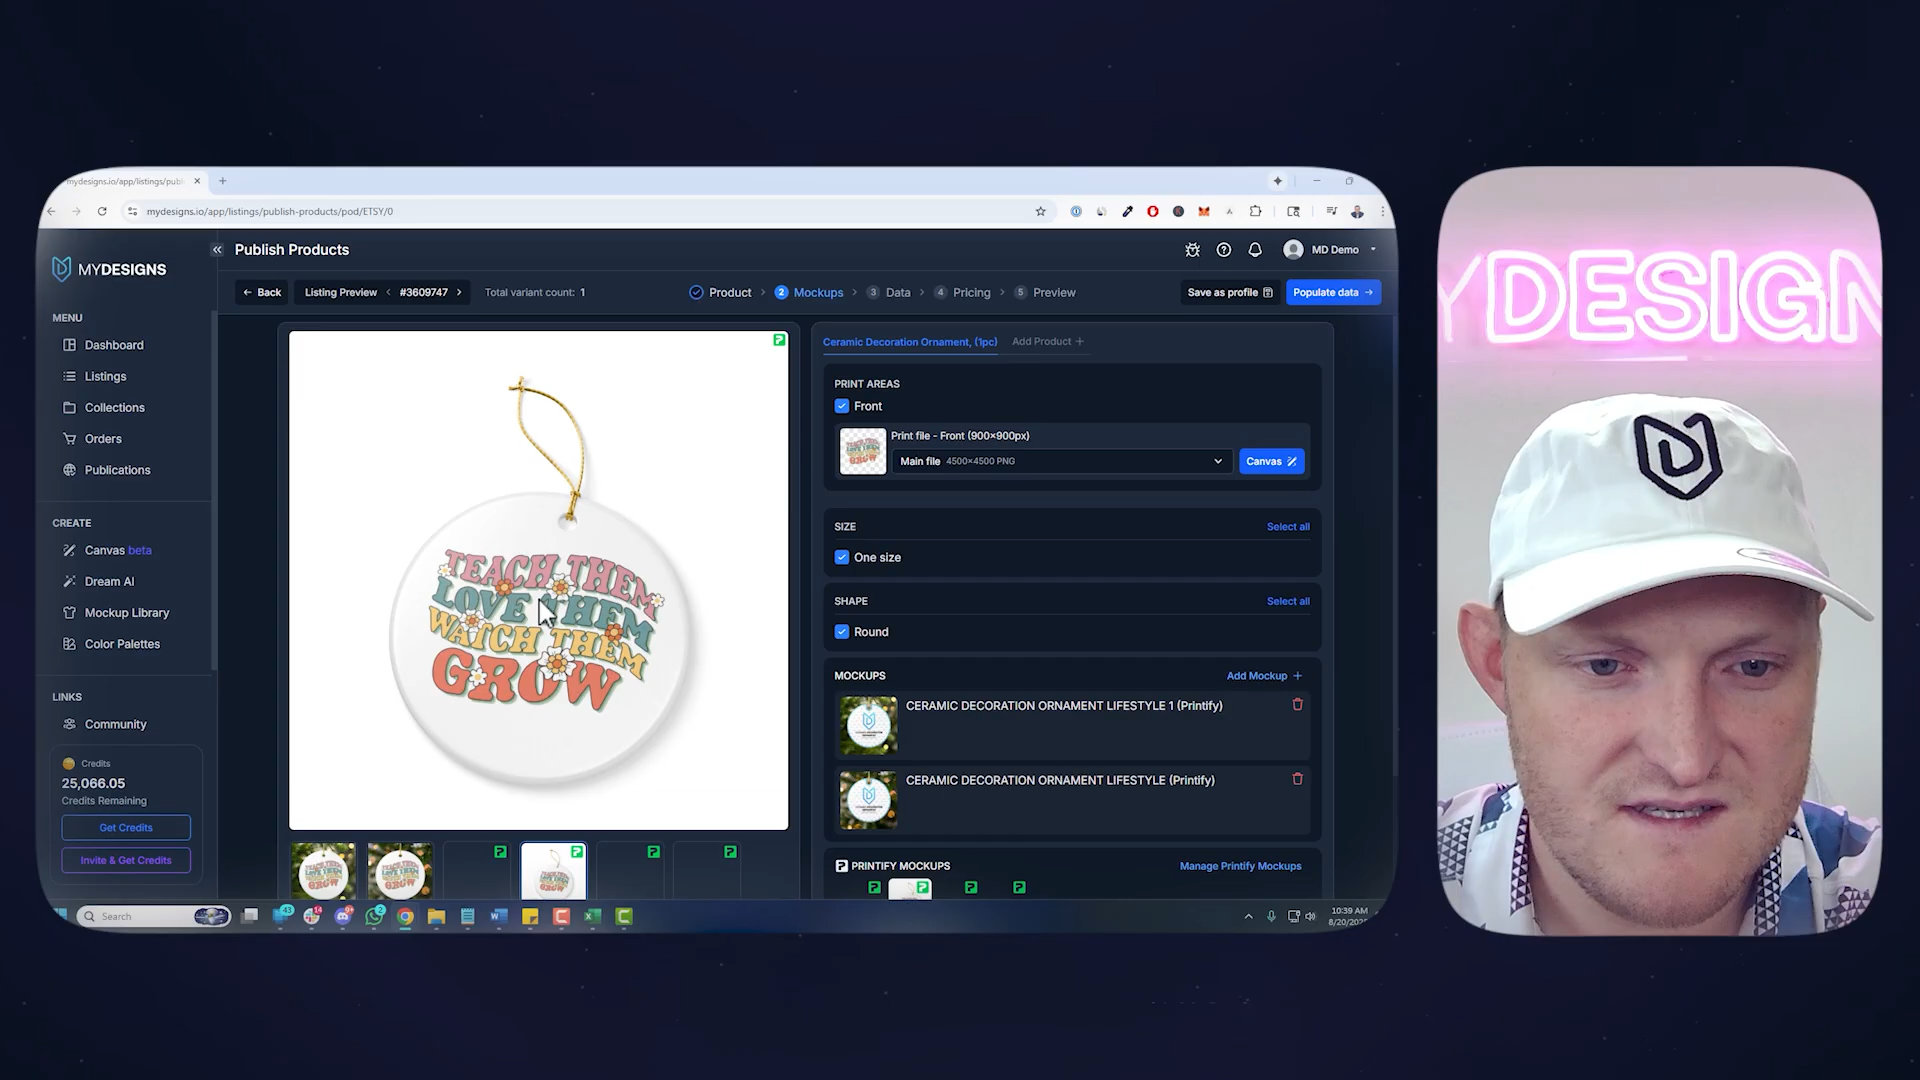 mydesigns.io/app/listings/publ
mydesigns.io/app/listings/publish-products/pod/ETSY/0
MYDESIGNS
Publish Products
MD Demo
Back
Listing Preview
#3609747
Total variant count: 1
Product
2 Mockups
3 Data
4 Pricing
5 Preview
Save as profile
Populate data
MENU
Dashboard
Listings
Collections
Orders
Publications
CREATE
Canvas beta
Dream AI
Mockup Library
Color Palettes
LINKS
Community
Credits
25,066.05
Credits Remaining
Get Credits
Invite & Get Credits
TEACH THEM
LOVE THEM
WATCH THEM
GROW
Ceramic Decoration Ornament, (1pc)
Add Product +
PRINT AREAS
Front
Print file - Front (900×900px)
Main file 4500×4500 PNG
Canvas
SIZE
Select all
One size
SHAPE
Select all
Round
MOCKUPS
Add Mockup +
CERAMIC DECORATION ORNAMENT LIFESTYLE 1 (Printify)
CERAMIC DECORATION ORNAMENT LIFESTYLE (Printify)
PRINTIFY MOCKUPS
Manage Printify Mockups
Search
10:39 AM
MYDESIGN